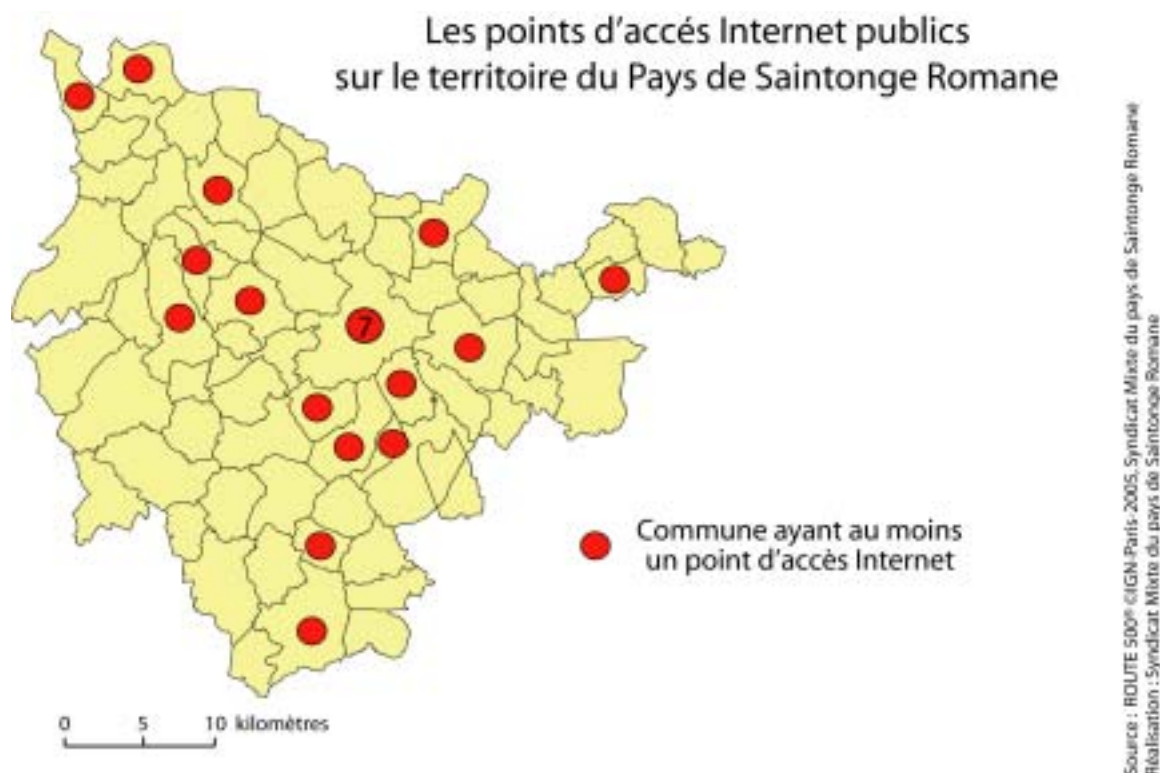 Les points d'accés Internet publics
sur le territoire du Pays de Saintonge Romane
7
Commune ayant au moins
un point d'accès Internet
0 5 10 kilomètres
Source : ROUTE 500® ©IGN-Paris-2005, Syndicat Mixte du pays de Saintonge Romane
Réalisation : Syndicat Mixte du pays de Saintonge Romane